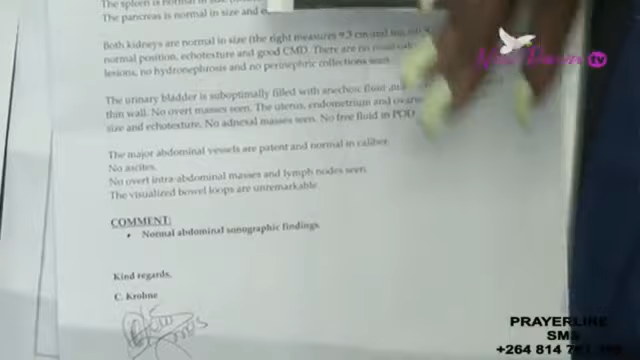 The spleen is normal in size
The pancreas is normal in size and
Both kidneys are normal in size (the right measures 9.3 cm and
normal position, echotexture and good CMD. There are no
lesions, no hydronephrosis and no perinephric collections seen.
The urinary bladder is suboptimally filled with anechoic fluid
thin wall. No overt masses seen. The uterus, endometrium and
size and echotexture. No adnexal masses seen. No free fluid in POD
The major abdominal vessels are patent and normal in caliber.
No ascites.
No overt intra-abdominal masses and lymph nodes seen.
The visualized bowel loops are unremarkable.
COMMENT:
• Normal abdominal sonographic findings
Kind regards,
C. Krohne
TV
PRAYERLINE
SMS
+264 814